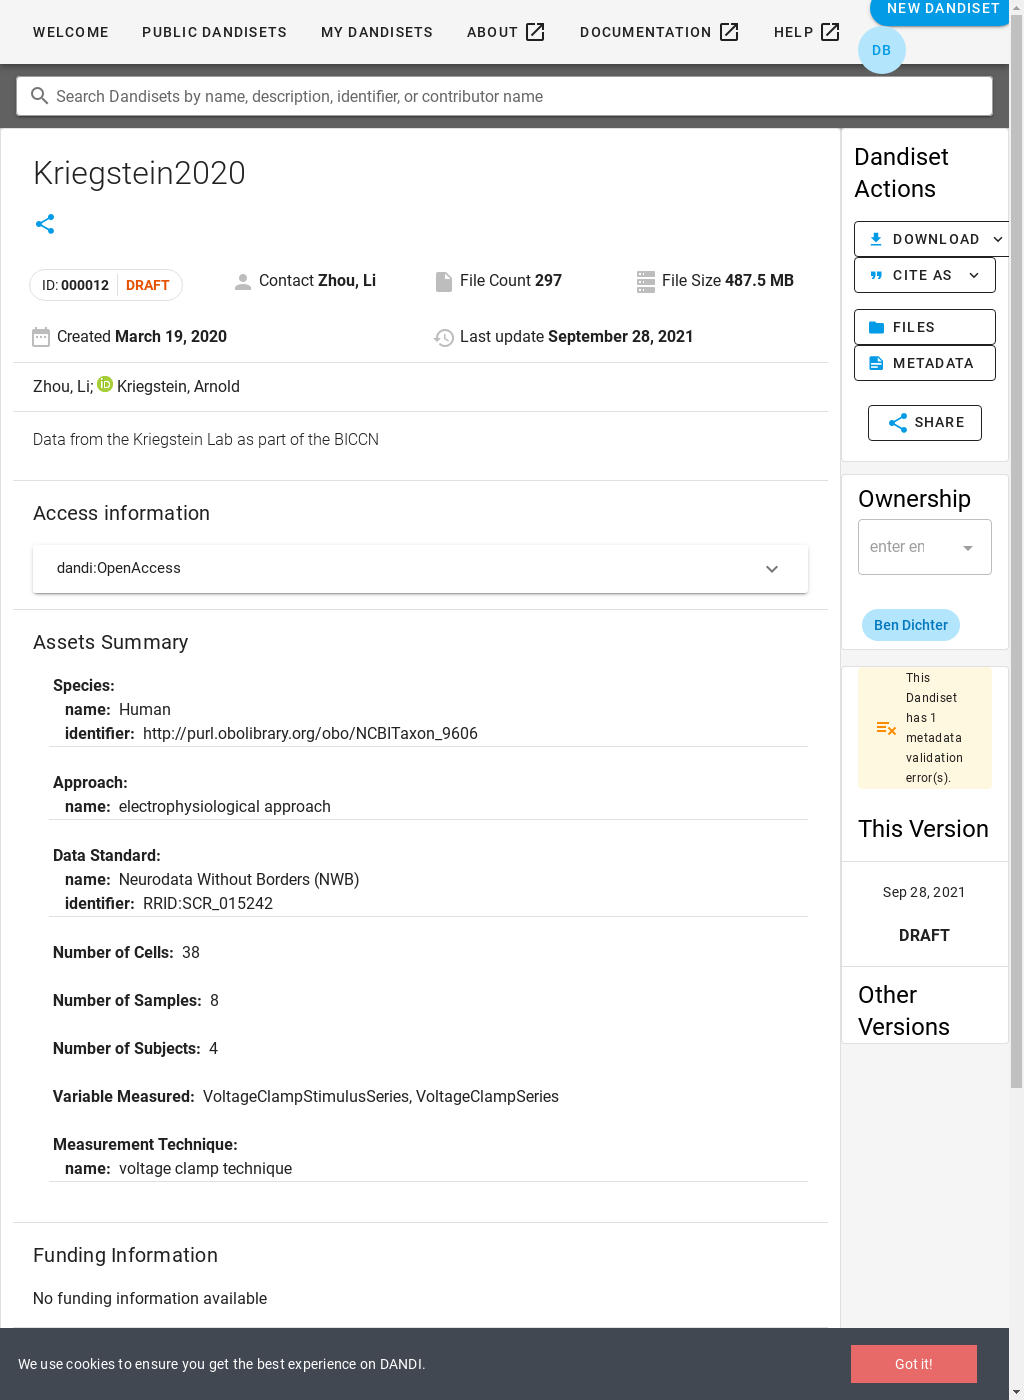 WELCOME
PUBLIC DANDISETS
MY DANDISETS
ABOUT
DOCUMENTATION
HELP
NEW DANDISET
DB
Search Dandisets by name, description, identifier, or contributor name
Kriegstein2020
ID: 000012 DRAFT
Contact Zhou, Li
File Count 297
File Size 487.5 MB
Created March 19, 2020
Last update September 28, 2021
Zhou, Li; iD Kriegstein, Arnold
Data from the Kriegstein Lab as part of the BICCN
Access information
dandi:OpenAccess
Assets Summary
Species:
name: Human
identifier: http://purl.obolibrary.org/obo/NCBITaxon_9606
Approach:
name: electrophysiological approach
Data Standard:
name: Neurodata Without Borders (NWB)
identifier: RRID:SCR_015242
Number of Cells: 38
Number of Samples: 8
Number of Subjects: 4
Variable Measured: VoltageClampStimulusSeries, VoltageClampSeries
Measurement Technique:
name: voltage clamp technique
Funding Information
No funding information available
Dandiset
Actions
DOWNLOAD
CITE AS
FILES
METADATA
SHARE
Ownership
enter en
Ben Dichter
This
Dandiset
has 1
metadata
validation
error(s).
This Version
Sep 28, 2021
DRAFT
Other
Versions
We use cookies to ensure you get the best experience on DANDI.
Got it!